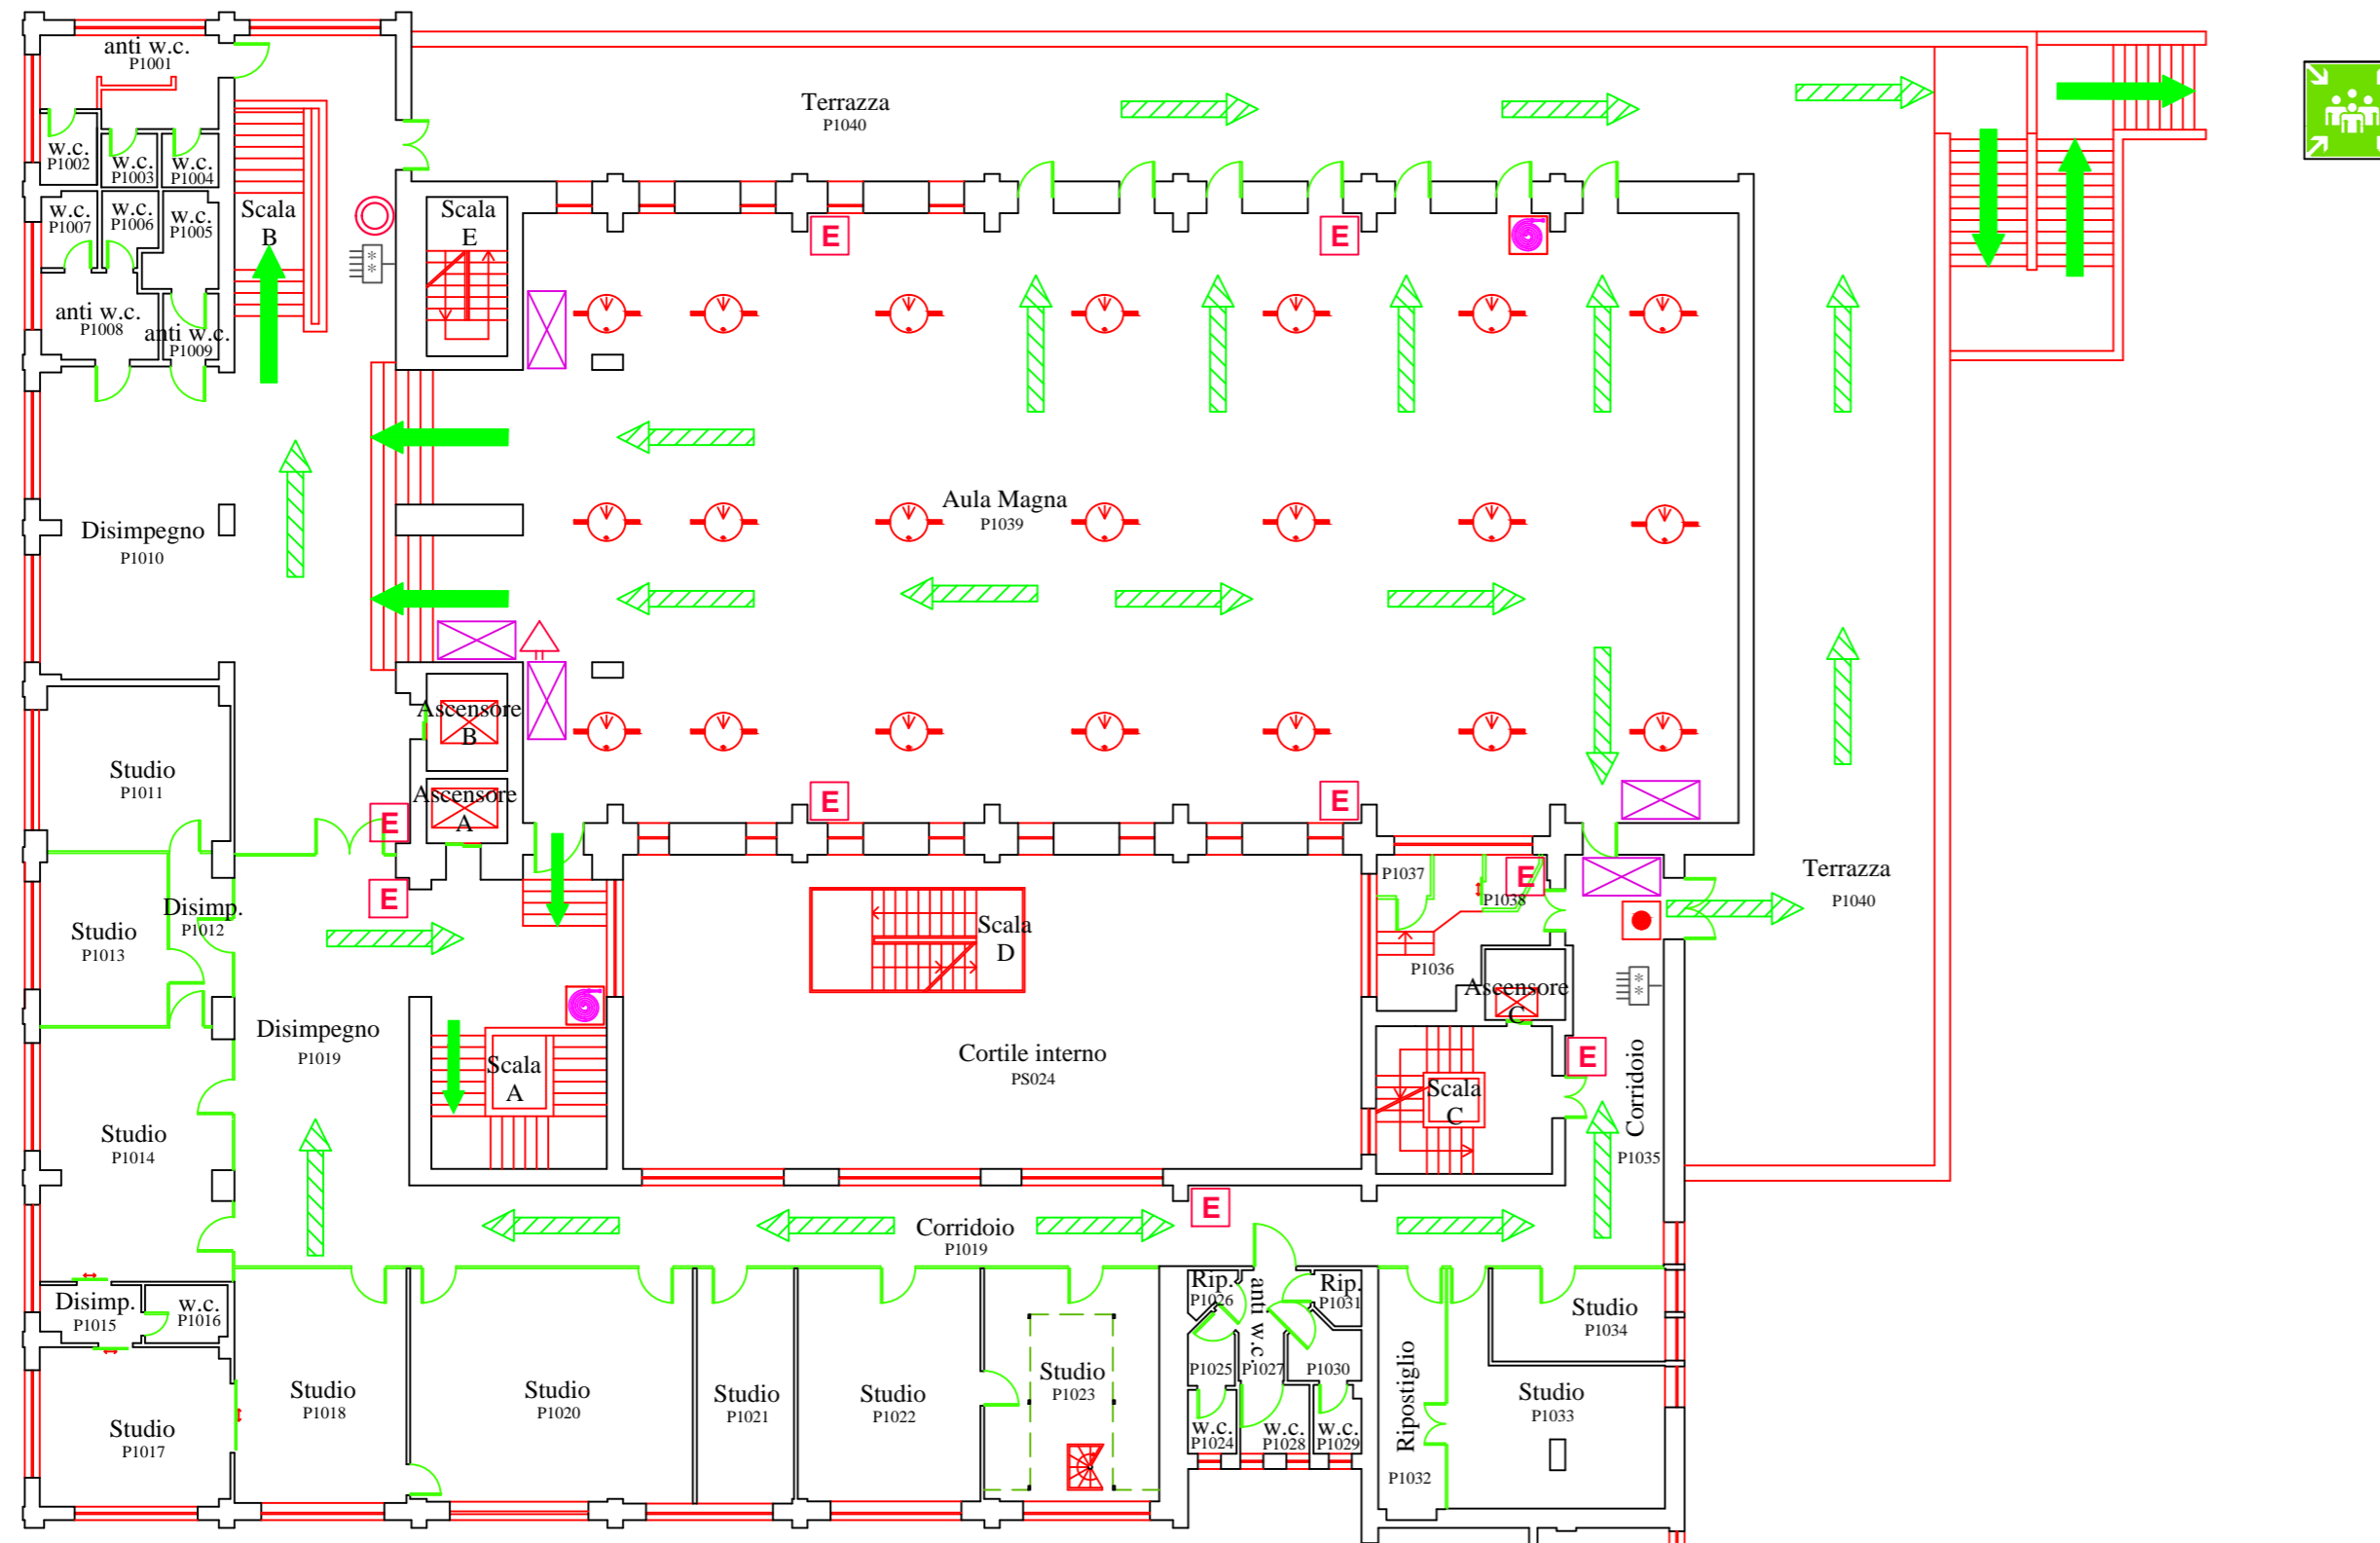 anti w.c.
P1001
Terrazza
P1040
w.c.
P1002
w.c.
P1003
w.c.
P1004
w.c.
P1007
w.c.
P1006
w.c.
P1005
Scala
B
Scala
E
E
E
**
anti w.c.
P1008
anti w.c.
P1009
Aula Magna
P1039
Disimpegno
P1010
Ascensore
B
Studio
P1011
Ascensore
A
E
E
E
E
E
Terrazza
P1040
P1037
P1038
Disimp.
P1012
Studio
P1013
Scala
D
P1036
Ascensore
C
**
Disimpegno
P1019
Cortile interno
PS024
E
Scala
A
Scala
C
Corridoio
P1035
Studio
P1014
E
Corridoio
P1019
Disimp.
P1015
w.c.
P1016
Rip.
P1026
anti w.c.
Rip.
P1031
Studio
P1034
P1025
P1027
P1030
Studio
P1017
Studio
P1018
Studio
P1020
Studio
P1021
Studio
P1022
Studio
P1023
w.c.
P1024
w.c.
P1028
w.c.
P1029
Ripostiglio
P1032
Studio
P1033